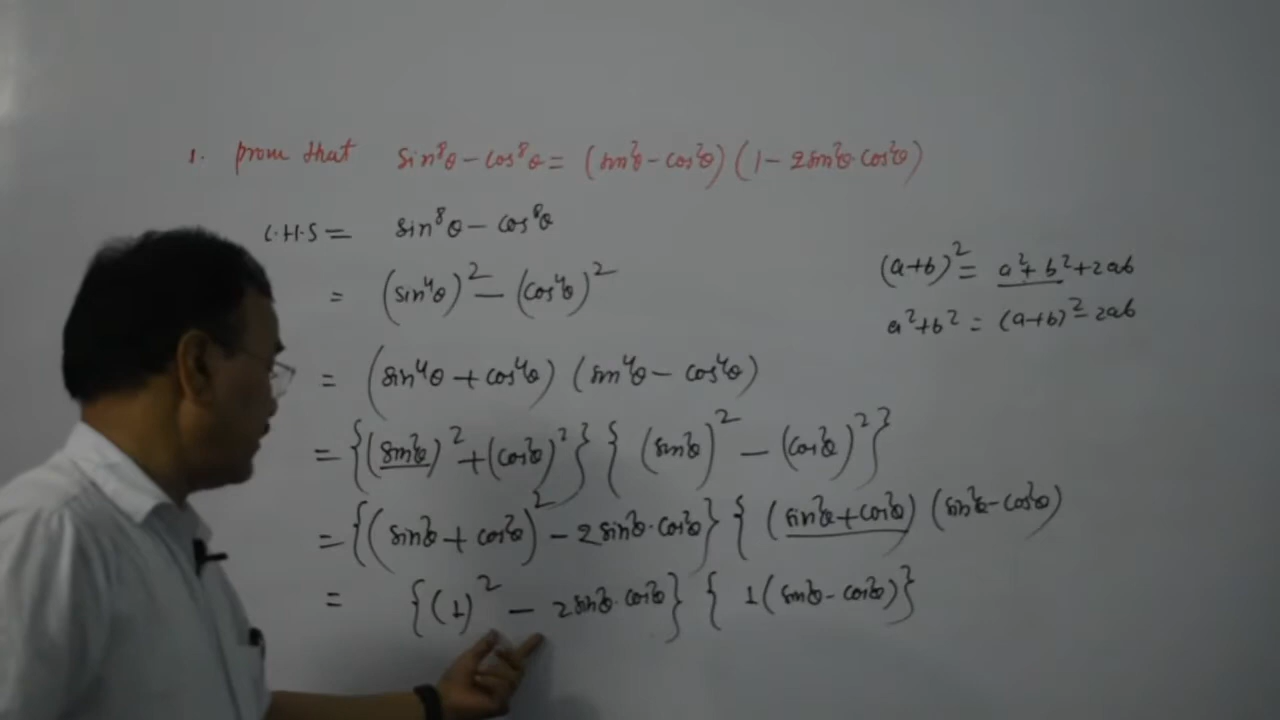 1. prom that sin⁸θ - cos⁸θ = (sin²θ - cos²θ) (1 - 2sin²θ·cos²θ)
L.H.S = sin⁸θ - cos⁸θ
= (sin⁴θ)² - (cos⁴θ)²
(a+b)² = a²+b²+2ab
a²+b² = (a+b)² - 2ab
= (sin⁴θ + cos⁴θ) (sin⁴θ - cos⁴θ)
= {(sin²θ)² + (cos²θ)²} { (sin²θ)² - (cos²θ)²}
= {(sin²θ + cos²θ)² - 2sin²θ·cos²θ} { (sin²θ + cos²θ) (sin²θ - cos²θ)
= {(1)² - 2sin²θ·cos²θ} { 1(sin²θ - cos²θ)}